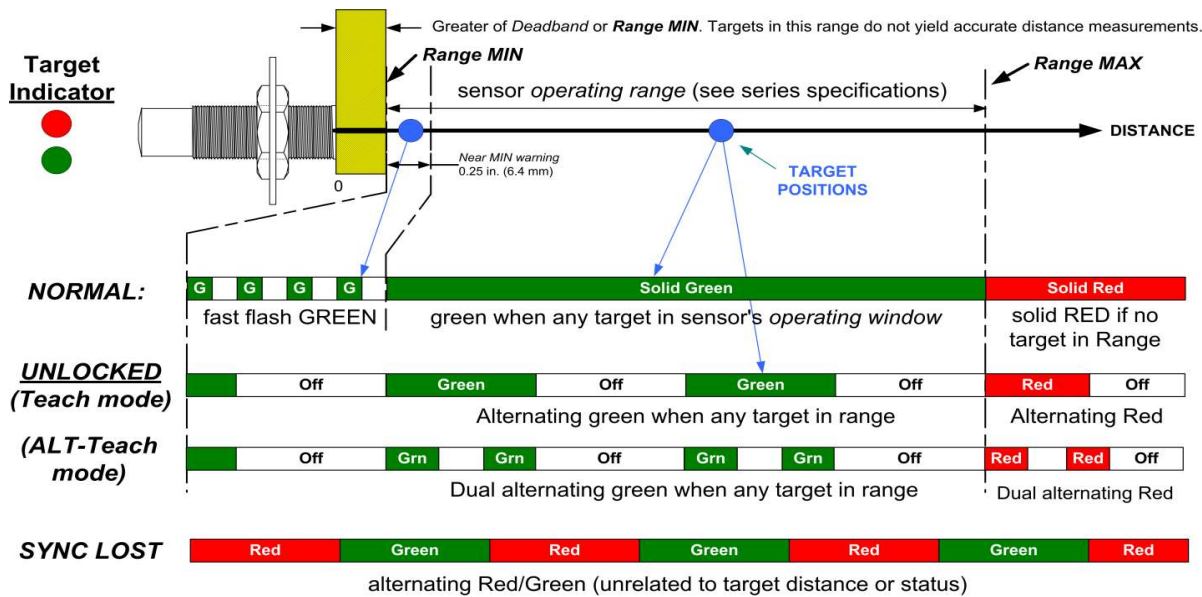 Greater of Deadband or Range MIN. Targets in this range do not yield accurate distance measurements.
Target
Indicator
Range MIN
Range MAX
sensor operating range (see series specifications)
DISTANCE
Near MIN warning
0.25 in. (6.4 mm)
TARGET
POSITIONS
0
NORMAL:
G G G G Solid Green Solid Red
fast flash GREEN
green when any target in sensor's operating window
solid RED if no
target in Range
UNLOCKED
(Teach mode)
Off Green Off Green Off Red Off
Alternating green when any target in range
Alternating Red
(ALT-Teach
mode)
Off Grn Grn Off Grn Grn Off Red Red Off
Dual alternating green when any target in range
Dual alternating Red
SYNC LOST
Red Green Red Green Red Green Red
alternating Red/Green (unrelated to target distance or status)